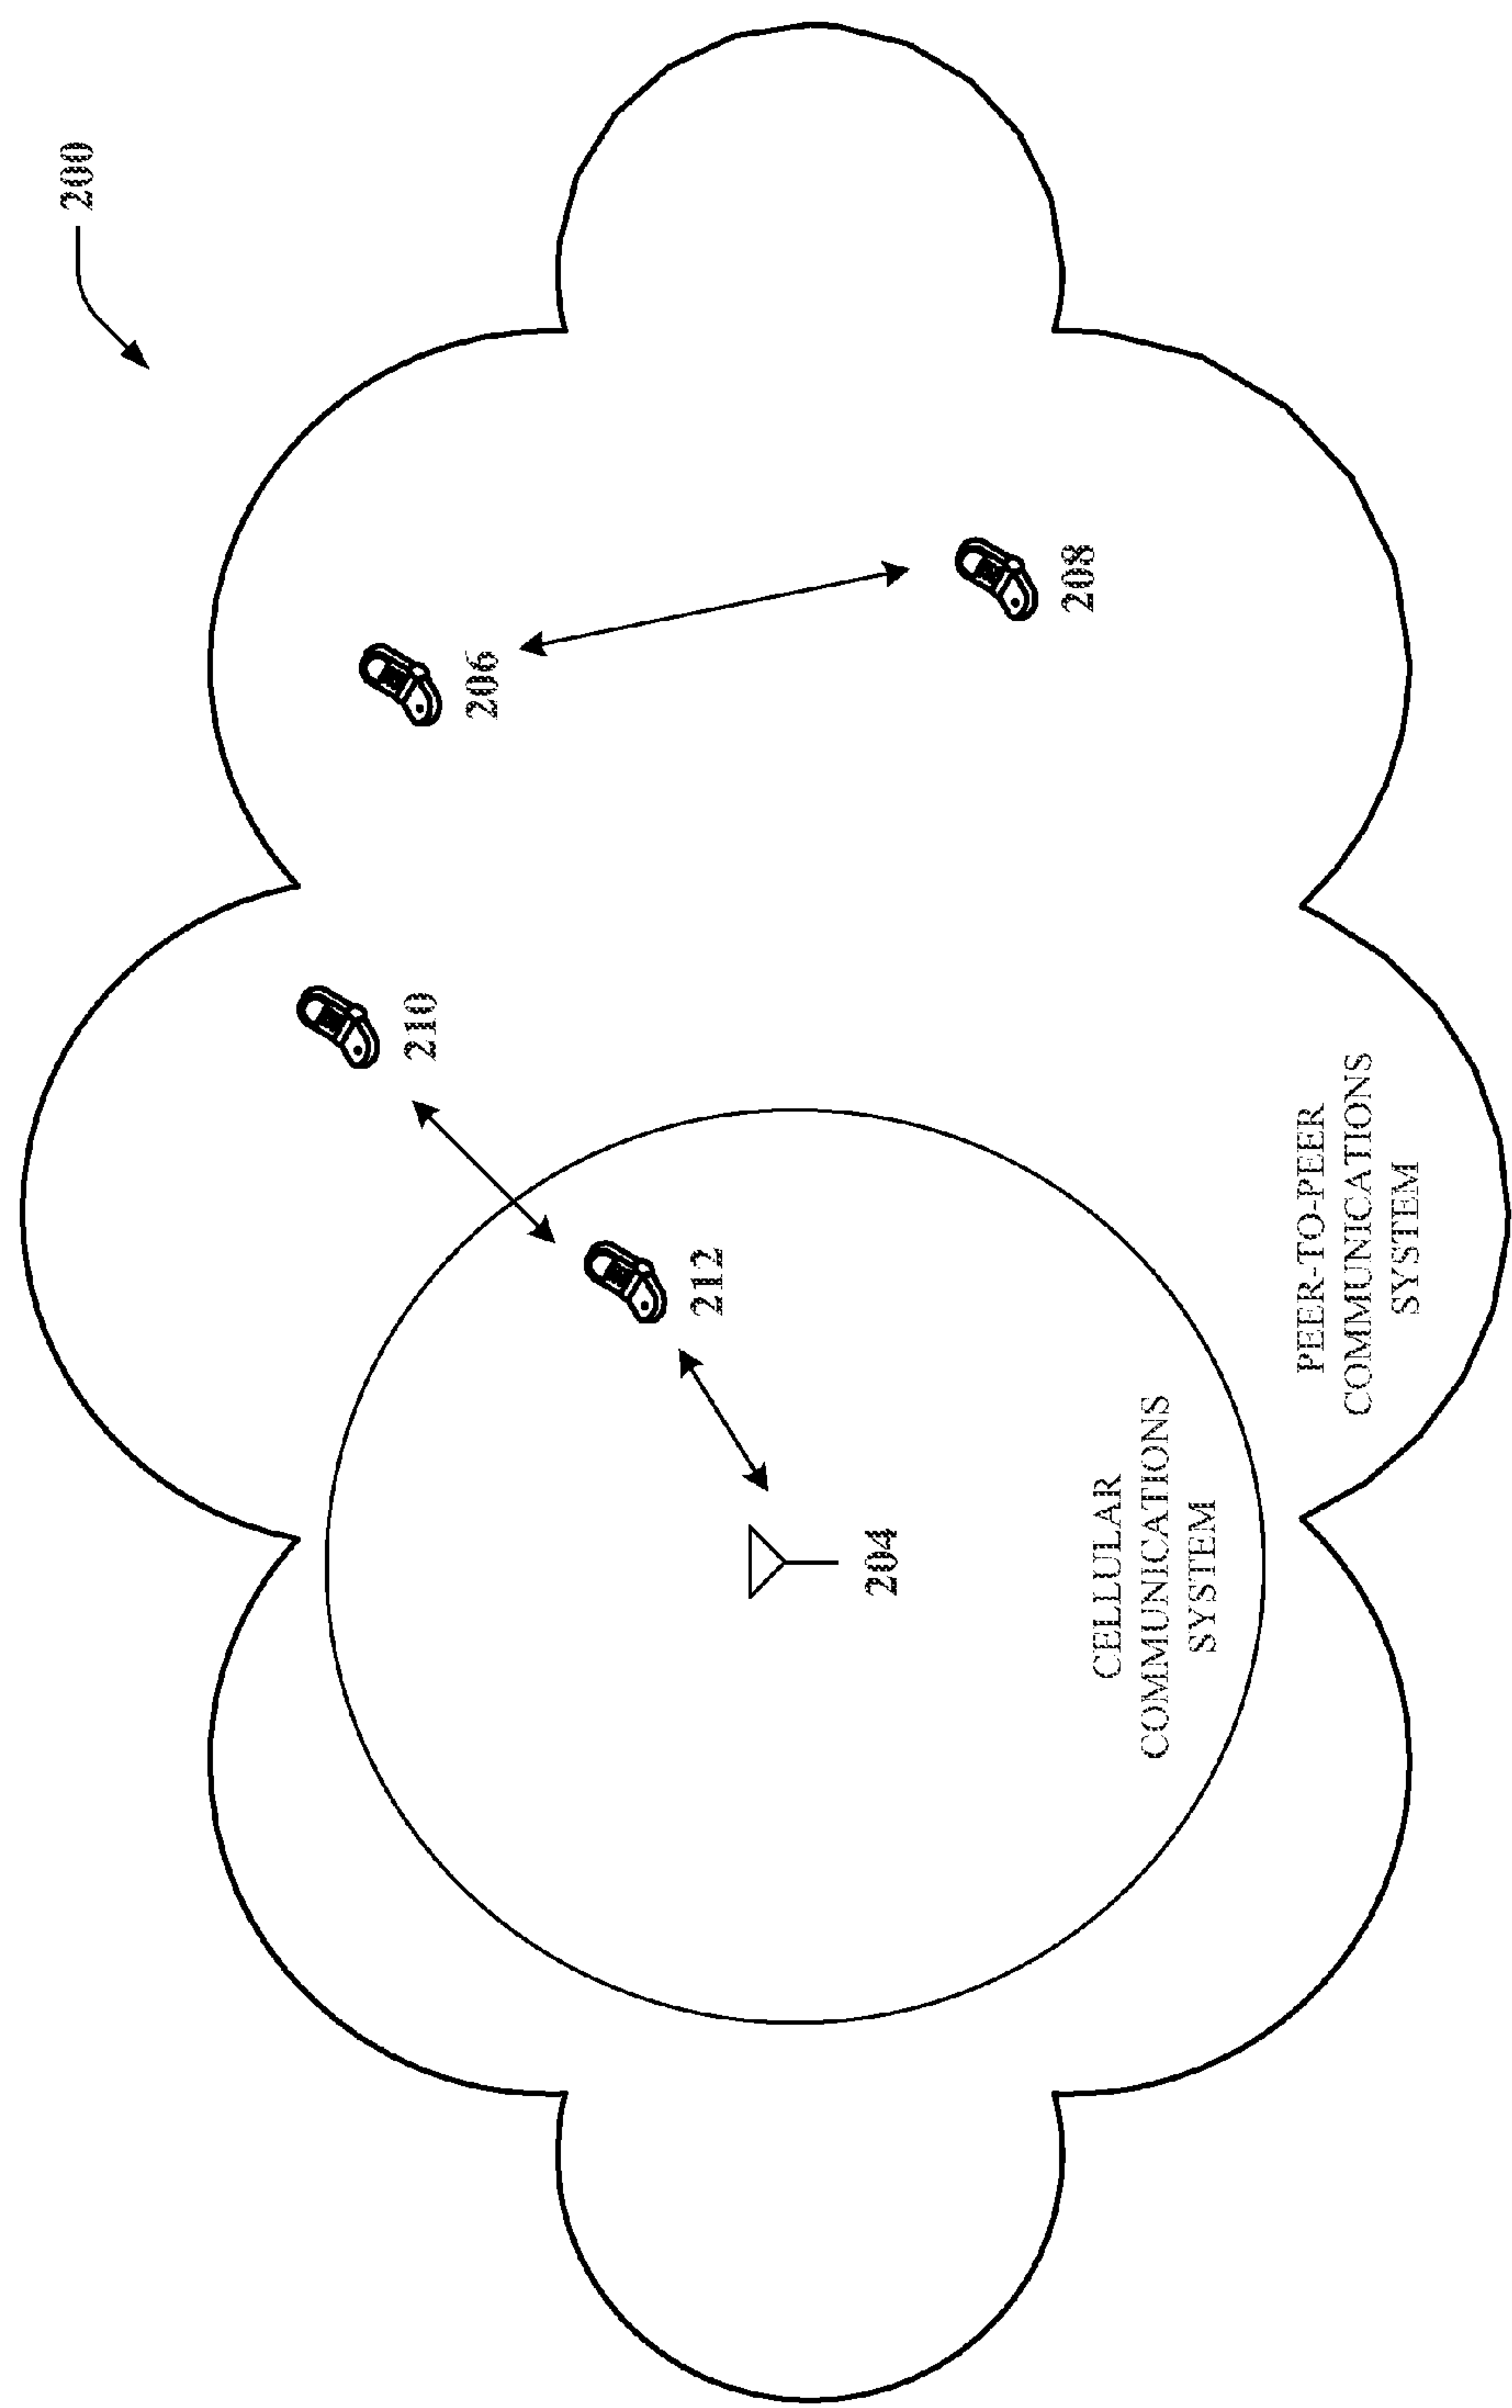 200
206
208
210
212
204
CELLULAR
COMMUNICATIONS
SYSTEM
PEER-TO-PEER
COMMUNICATIONS
SYSTEM